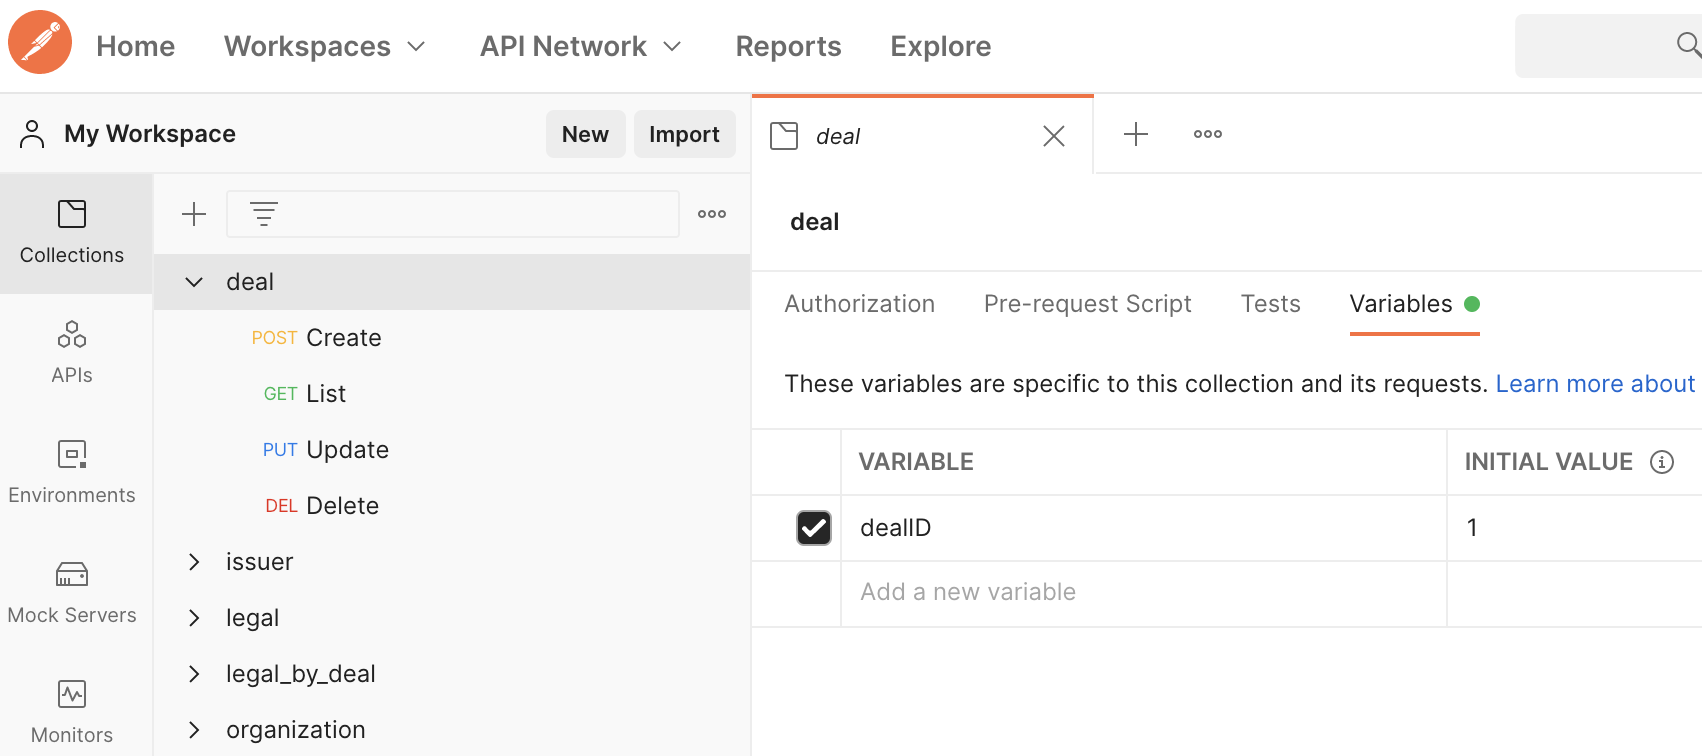 Home Workspaces API Network Reports Explore
My Workspace New Import
deal
Collections
APIs
Environments
Mock Servers
Monitors
deal
POST Create
GET List
PUT Update
DEL Delete
issuer
legal
legal_by_deal
organization
deal
Authorization Pre-request Script Tests Variables
These variables are specific to this collection and its requests. Learn more about
VARIABLE INITIAL VALUE
dealID 1
Add a new variable